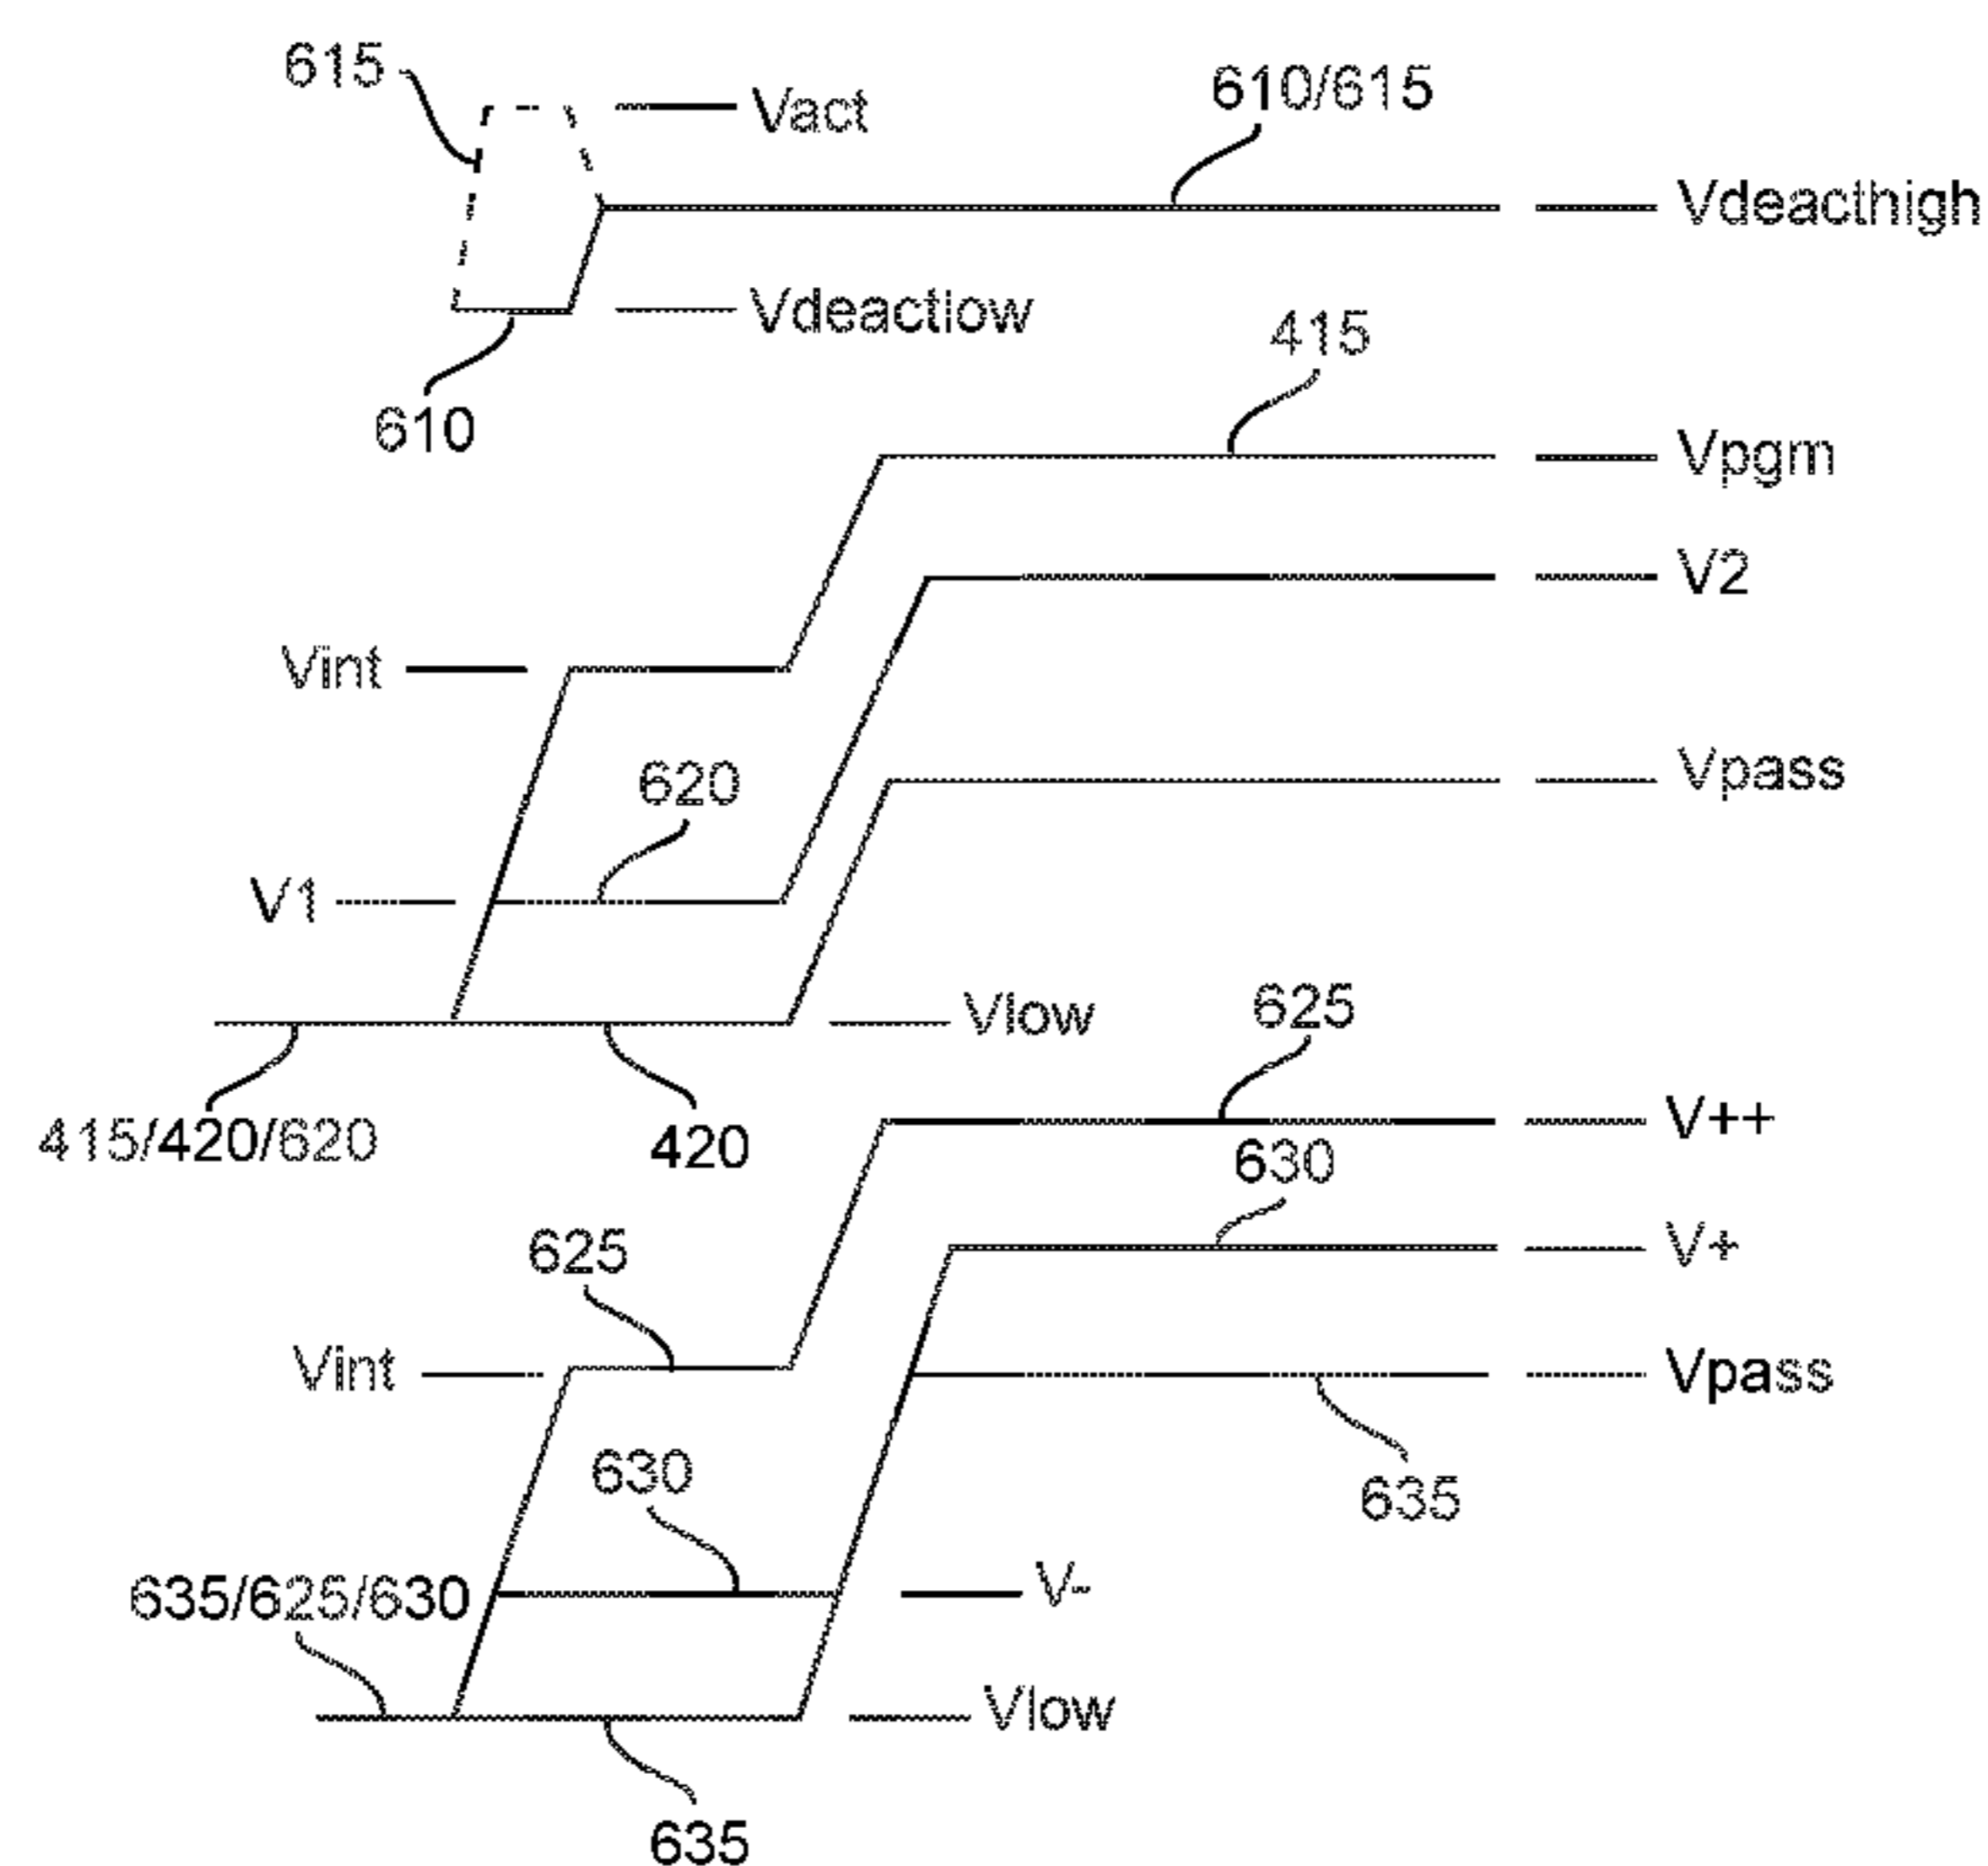 615
Vact
610/615
Vdeacthigh
Vdeactlow
415
610
Vpgm
V2
Vint
Vpass
620
V1
Vlow
625
415/420/620
420
V++
630
625
V+
Vint
Vpass
630
635
635/625/630
V-
Vlow
635